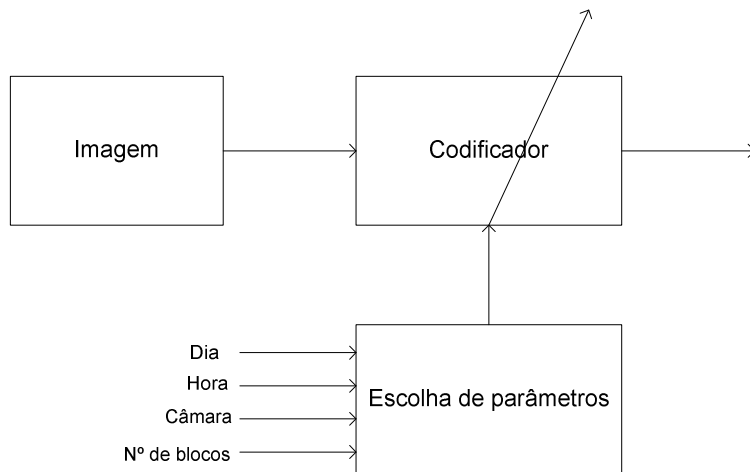 Imagem
Codificador
Dia
Hora
Câmara
Nº de blocos
Escolha de parâmetros